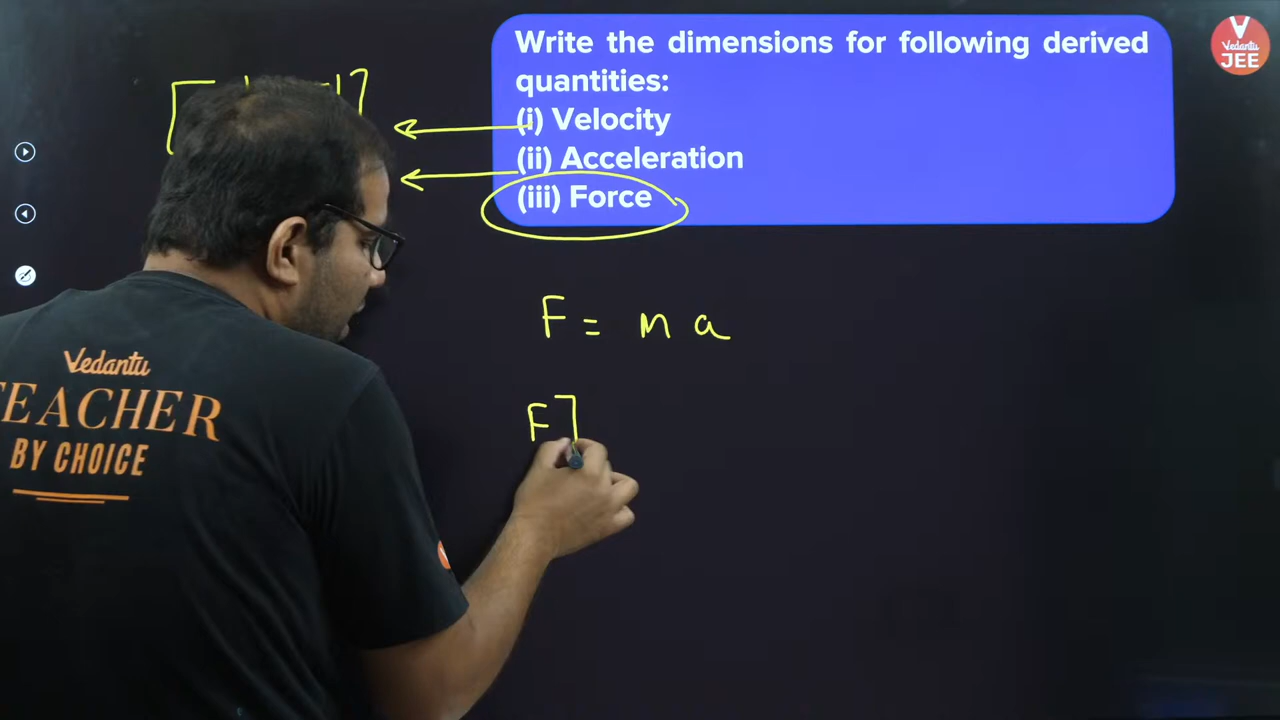 Write the dimensions for following derived
quantities:
(i) Velocity
(ii) Acceleration
(iii) Force
V
Vedantu
JEE
F = m a
F]
Vedantu
TEACHER
BY CHOICE